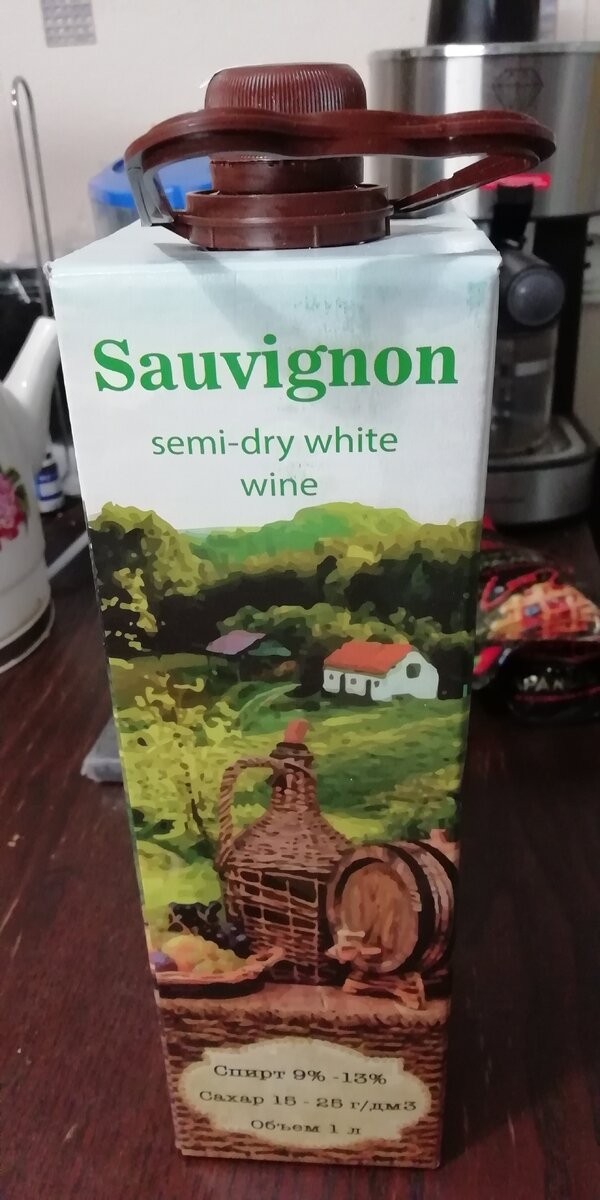 Sauvignon
semi-dry white
wine
Спирт 9% -13%
Сахар 15 - 25 г/дм3
Объем 1 л